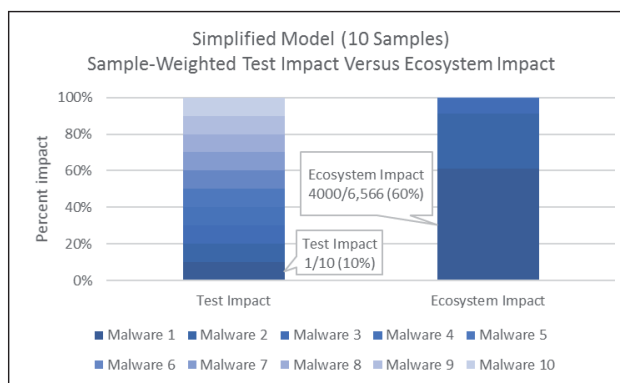 Simplified Model (10 Samples)
Sample-Weighted Test Impact Versus Ecosystem Impact
Percent Impact
100%
80%
60%
40%
20%
0%
Ecosystem Impact
4000/6,566 (60%)
Test Impact
1/10 (10%)
Test Impact
Ecosystem Impact
Malware 1 Malware 2 Malware 3 Malware 4 Malware 5
Malware 6 Malware 7 Malware 8 Malware 9 Malware 10